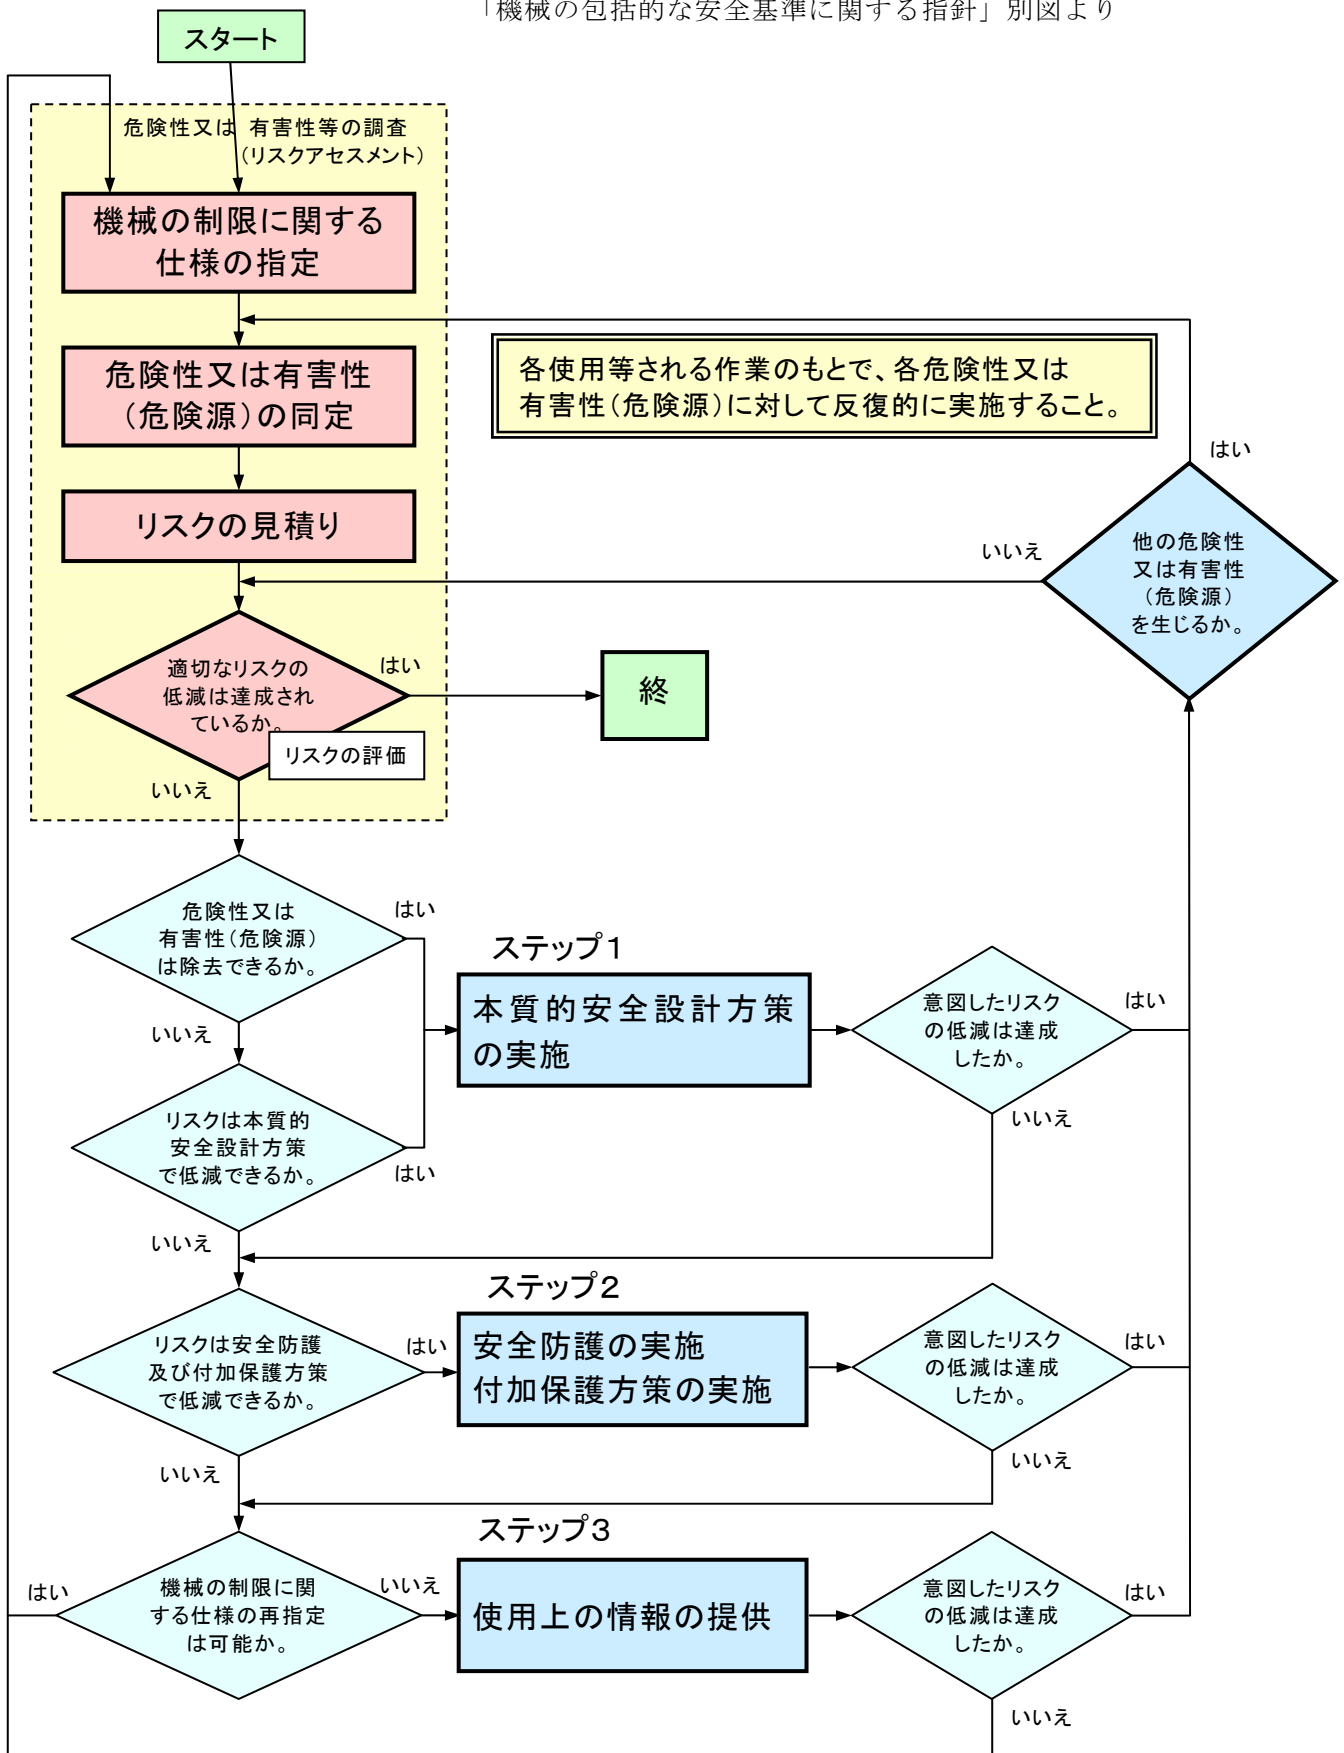 「機械の包括的な安全基準に関する指針」別図より
スタート
危険性又は 有害性等の調査
（リスクアセスメント）
機械の制限に関する
仕様の指定
危険性又は有害性
（危険源）の同定
各使用等される作業のもとで、各危険性又は
有害性（危険源）に対して反復的に実施すること。
はい
リスクの見積り
いいえ
他の危険性
又は有害性
（危険源）
を生じるか。
適切なリスクの
低減は達成され
ているか。
はい
終
リスクの評価
いいえ
危険性又は
有害性（危険源）
は除去できるか。
はい
ステップ１
本質的安全設計方策
の実施
意図したリスク
の低減は達成
したか。
はい
いいえ
リスクは本質的
安全設計方策
で低減できるか。
はい
いいえ
いいえ
ステップ２
リスクは安全防護
及び付加保護方策
で低減できるか。
はい
安全防護の実施
付加保護方策の実施
意図したリスク
の低減は達成
したか。
はい
いいえ
いいえ
ステップ３
はい
機械の制限に関
する仕様の再指定
は可能か。
いいえ
使用上の情報の提供
意図したリスク
の低減は達成
したか。
はい
いいえ